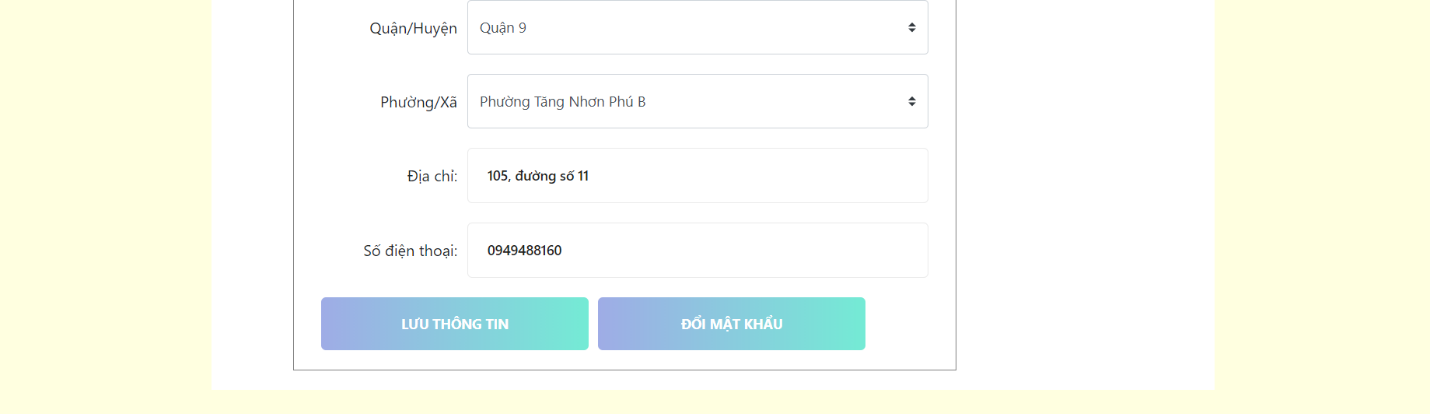 Quận/Huyện Quận 9
Phường/Xã Phường Tăng Nhơn Phú B
Địa chỉ: 105, đường số 11
Số điện thoại: 0949488160
LƯU THÔNG TIN ĐỔI MẬT KHẨU